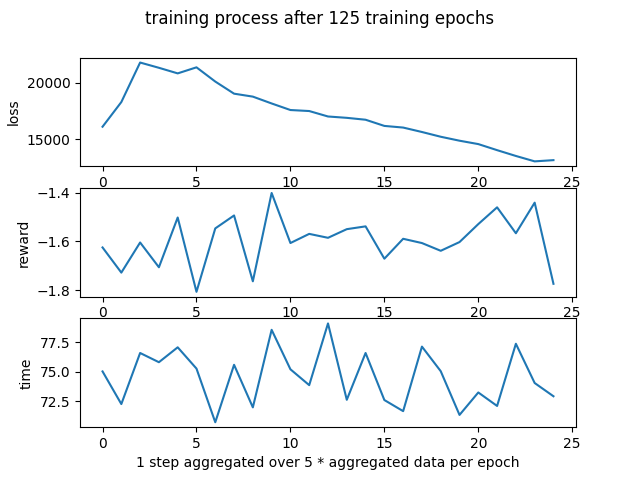 training process after 125 training epochs
20000
15000
loss
0 5 10 15 20 25
−1.4
−1.6
−1.8
reward
0 5 10 15 20 25
77.5
75.0
72.5
time
0 5 10 15 20 25
1 step aggregated over 5 * aggregated data per epoch